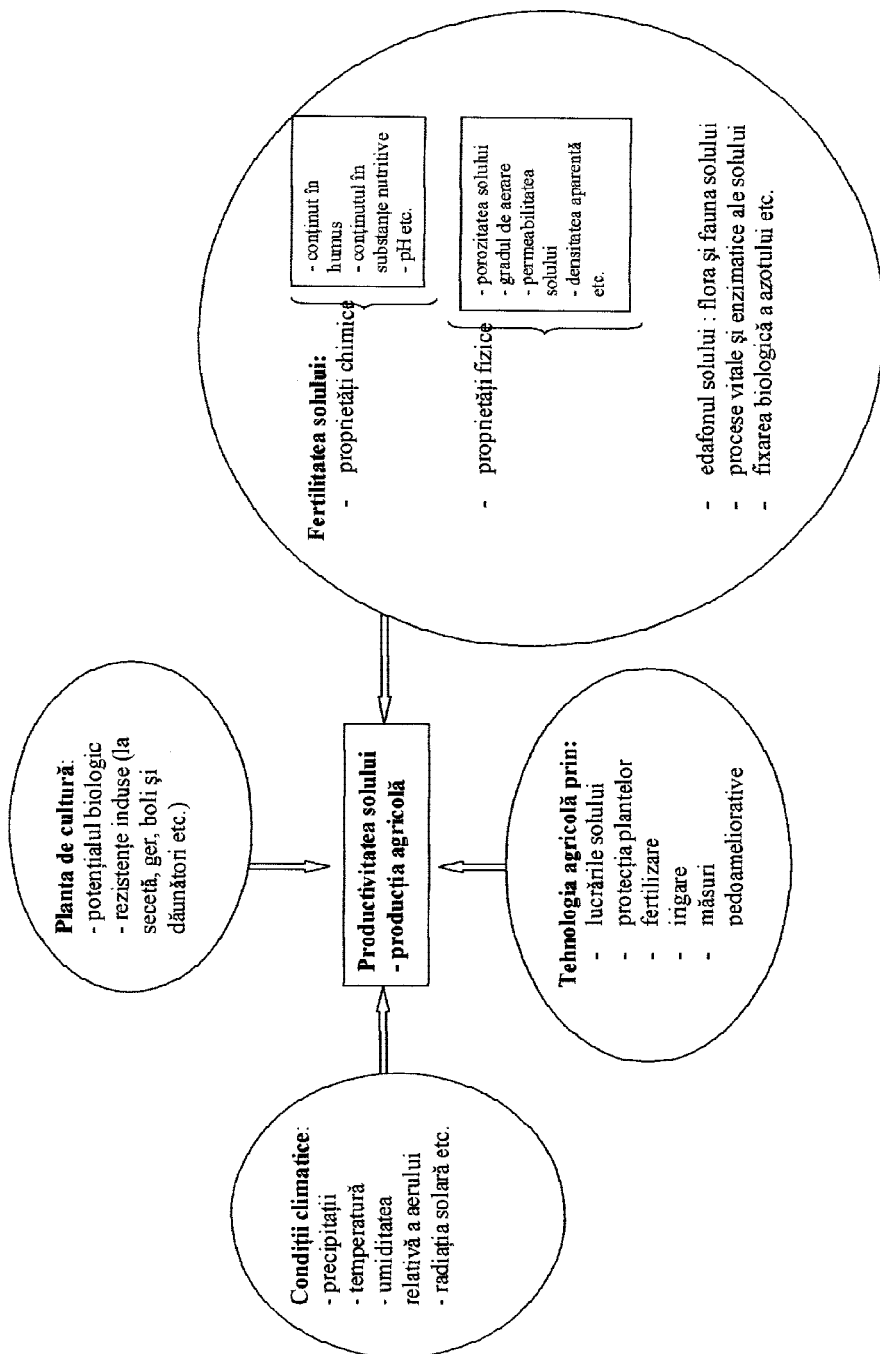 Planta de cultură:
- potențialul biologic
- rezistențe induse (la
secetă, ger, boli și
dăunători etc.)
Condiții climatice:
- precipitații
- temperatură
- umiditatea
relativă a aerului
- radiația solară etc.
Productivitatea solului
- producția agricolă
Fertilitatea solului:
- proprietăți chimice
- conținut în
humus
- conținutul în
substanțe nutritive
- pH etc.
- proprietăți fizice
- porozitatea solului
- gradul de aerare
- permeabilitatea
solului
- densitatea aparentă
etc.
- edafonul solului : flora și fauna solului
- procese vitale și enzimatice ale solului
- fixarea biologică a azotului etc.
Tehnologia agricolă prin:
- lucrările solului
- protecția plantelor
- fertilizare
- irigare
- măsuri
pedoameliorative